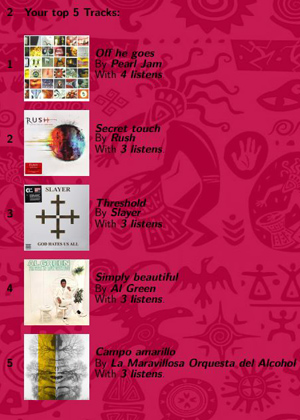 2 Your top 5 Tracks:
1
Off he goes
By Pearl Jam
With 4 listens
RUSH
2
Secret touch
By Rush
With 3 listens
SLAYER
3
Threshold
By Slayer
With 3 listens
GOD HATES US ALL
AL GREEN
4
Simply beautiful
By Al Green
With 3 listens
5
Campo amarillo
By La Maravillosa Orquesta del Alcohol
With 3 listens